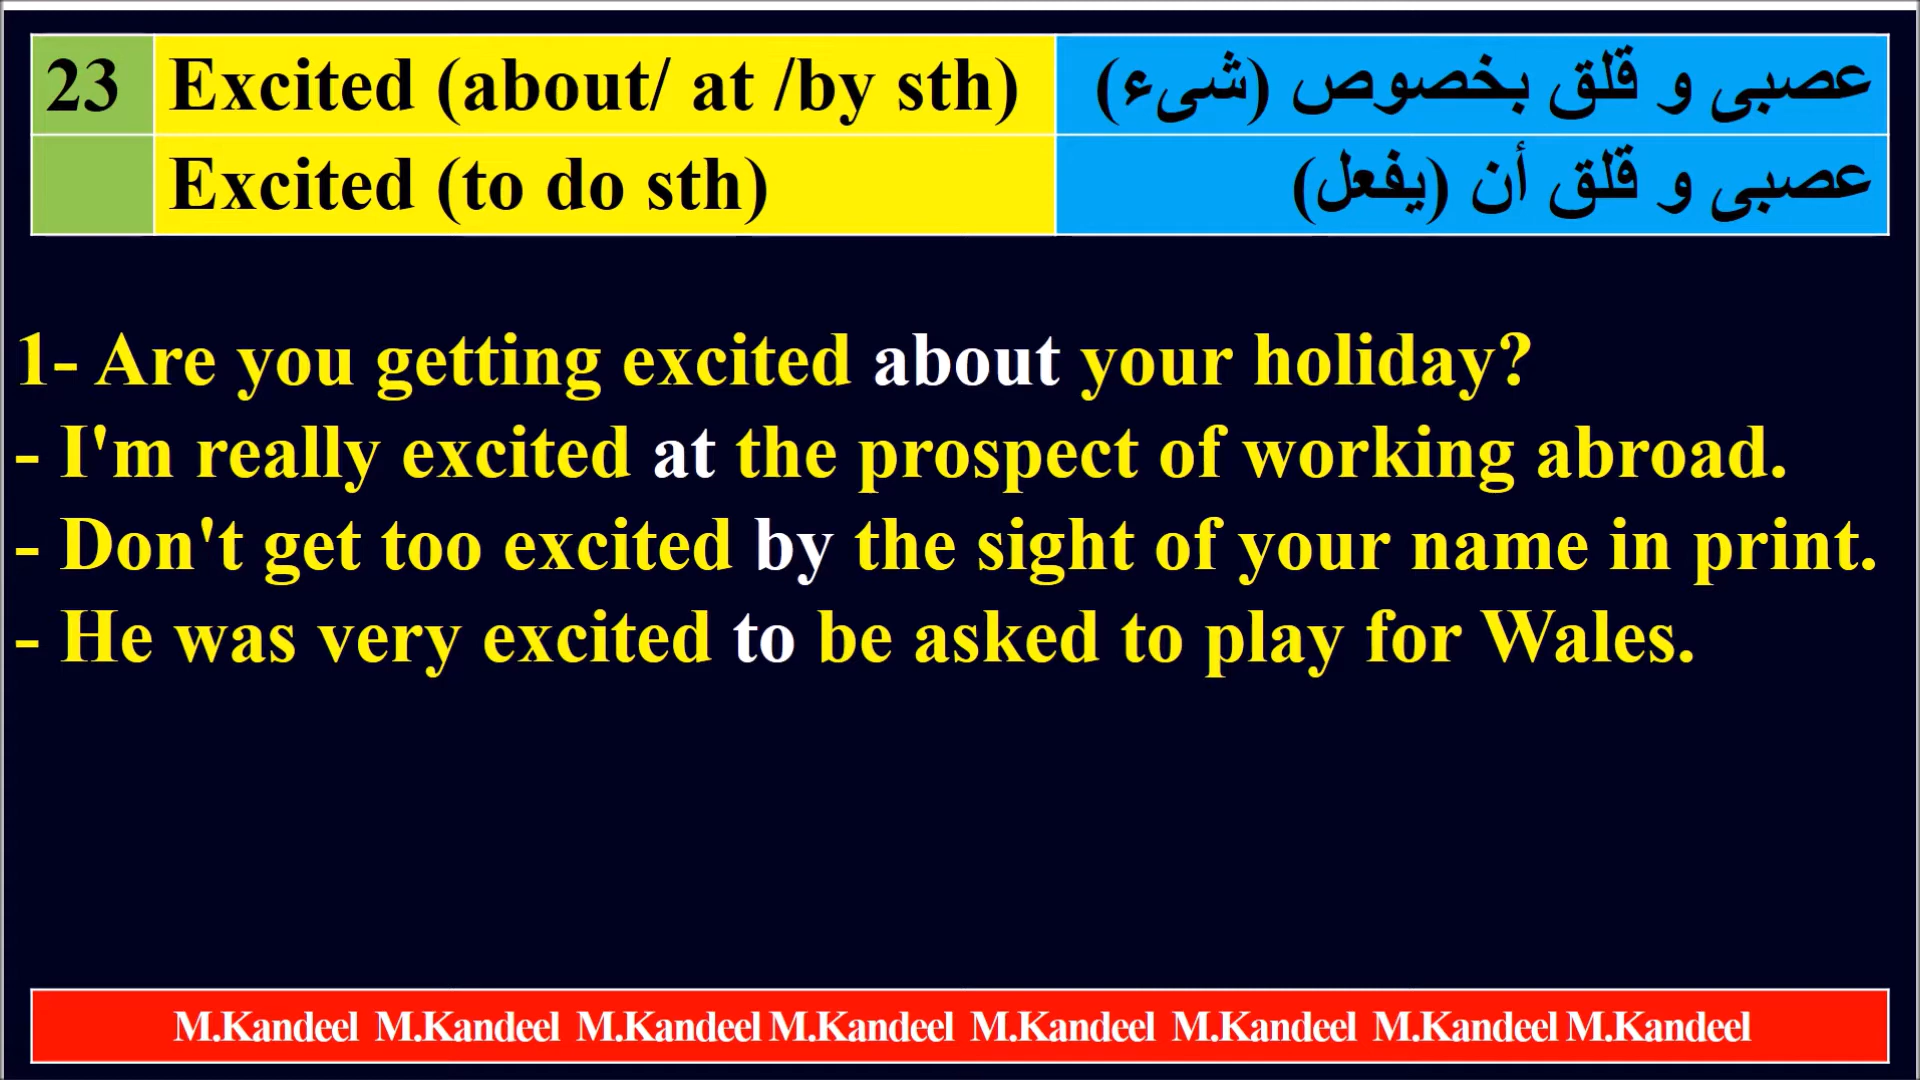 23 Excited (about/ at /by sth) عصبى و قلق بخصوص (شىء)
Excited (to do sth) عصبى و قلق أن (يفعل)
1- Are you getting excited about your holiday?
- I'm really excited at the prospect of working abroad.
- Don't get too excited by the sight of your name in print.
- He was very excited to be asked to play for Wales.
M.Kandeel M.Kandeel M.Kandeel M.Kandeel M.Kandeel M.Kandeel M.Kandeel M.Kandeel